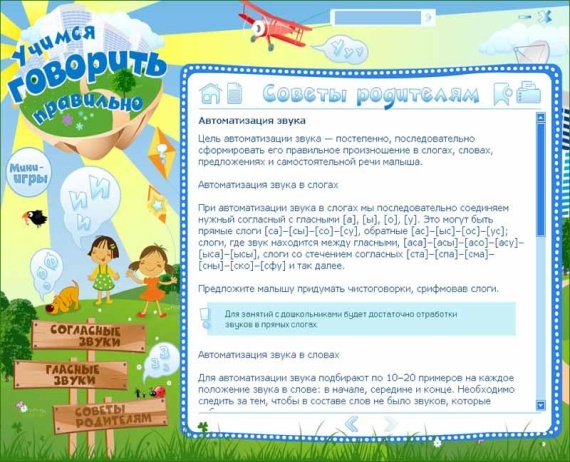 Учимся
говорить
правильно
Ууу
Советы родителям
Мини-
игры
И И
И
Автоматизация звука
Цель автоматизации звука — постепенно, последовательно
сформировать его правильное произношение в слогах, словах,
предложениях и самостоятельной речи малыша.
Автоматизация звука в слогах
При автоматизации звука в слогах мы последовательно соединяем
нужный согласный с гласными [а], [ы], [о], [у]. Это могут быть
прямые слоги [са]–[сы]–[со]–[су], обратные [ас]–[ыс]–[ос]–[ус];
слоги, где звук находится между гласными, [аса]–[асы]–[асо]–[асу]–
[ыса]–[ысы], слоги со стечением согласных [ста]–[спа]–[сма]–
[сны]–[ско]–[сфу] и так далее.
Предложите малышу придумать чистоговорки, срифмовав слоги.
Для занятий с дошкольниками будет достаточно отработки
звуков в прямых слогах.
Автоматизация звука в словах
Для автоматизации звука подбирают по 10–20 примеров на каждое
положение звука в слове: в начале, середине и конце. Необходимо
следить за тем, чтобы в составе слов не было звуков, которые
СОГЛАСНЫЕ
ЗВУКИ
ГЛАСНЫЕ
ЗВУКИ
СОВЕТЫ
РОДИТЕЛЯМ